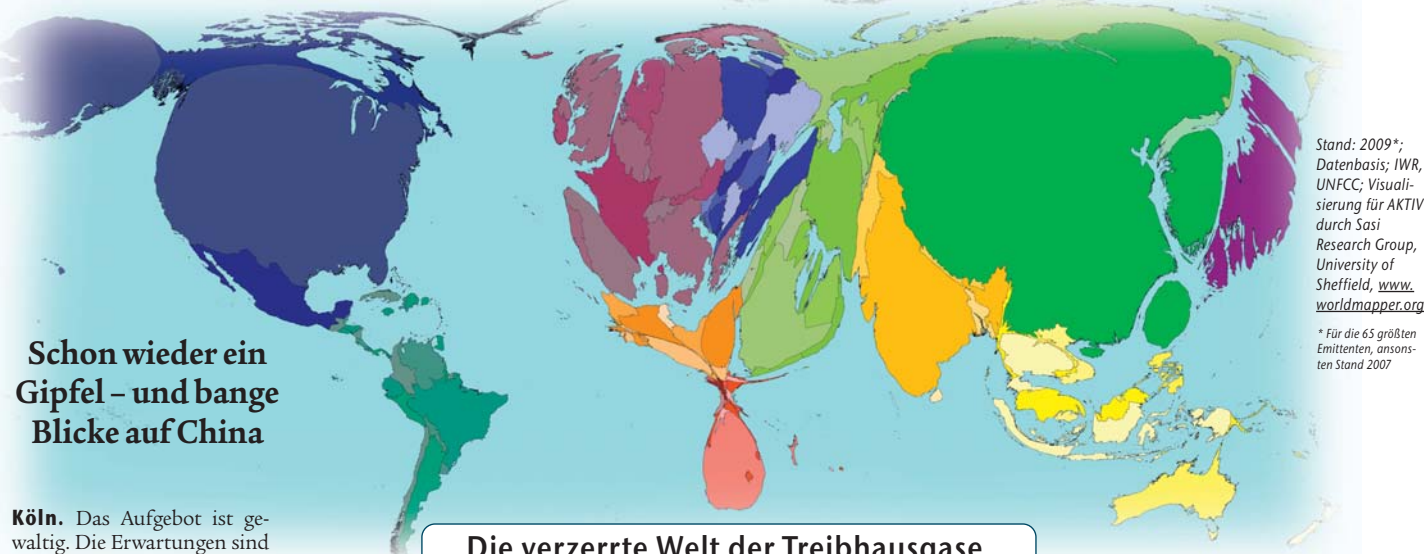 Stand: 2009*;
Datenbasis; IWR,
UNFCC; Visuali-
sierung für AKTIV
durch Sasi
Research Group,
University of
Sheffield, www.
worldmapper.org
* Für die 65 größten
Emittenten, ansons-
ten Stand 2007
Schon wieder ein
Gipfel – und bange
Blicke auf China
Köln. Das Aufgebot ist ge-
waltig. Die Erwartungen sind
Die verzerrte Welt der Treibhausgase